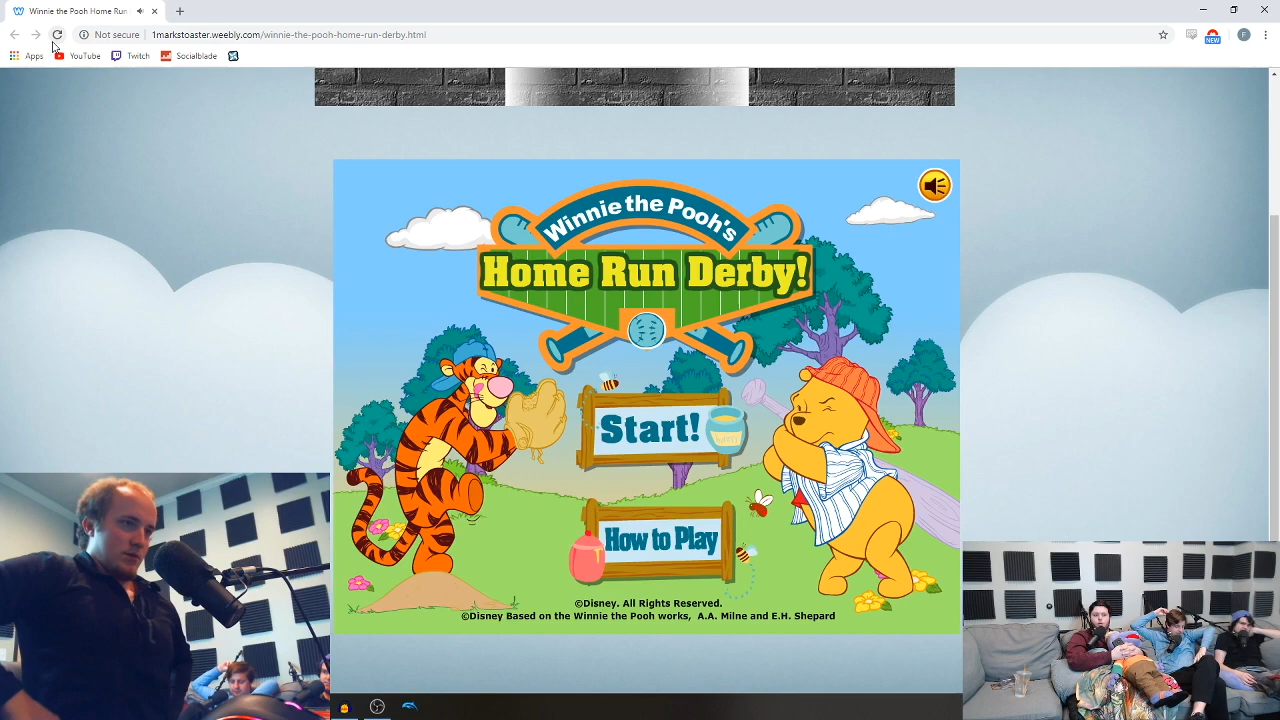 Winnie the Pooh Home Run
Not secure
1markstoaster.weebly.com/winnie-the-pooh-home-run-derby.html
F
NEW
Apps YouTube Twitch Socialblade
Winnie the Pooh's
Home Run Derby!
Start!
How to Play
©Disney. All Rights Reserved.
©Disney Based on the Winnie the Pooh works, A.A. Milne and E.H. Shepard